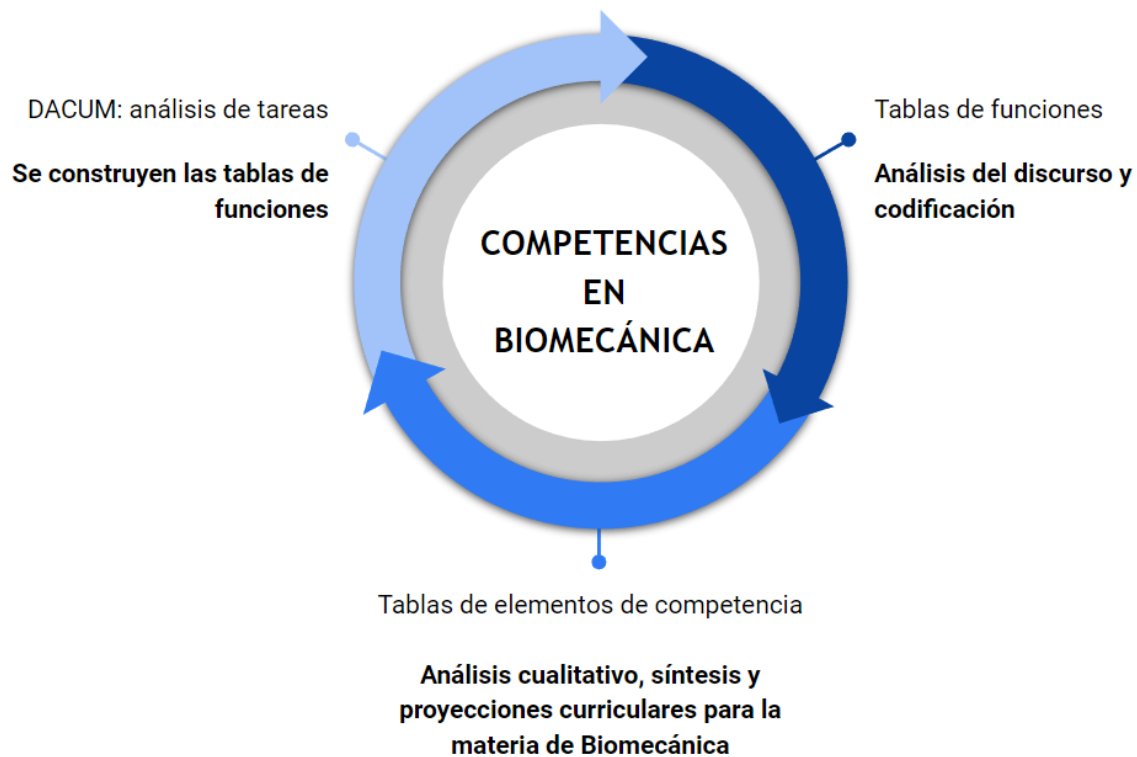 DACUM: análisis de tareas
Se construyen las tablas de
funciones
Tablas de funciones
Análisis del discurso y
codificación
COMPETENCIAS
EN
BIOMECÁNICA
Tablas de elementos de competencia
Análisis cualitativo, síntesis y
proyecciones curriculares para la
materia de Biomecánica